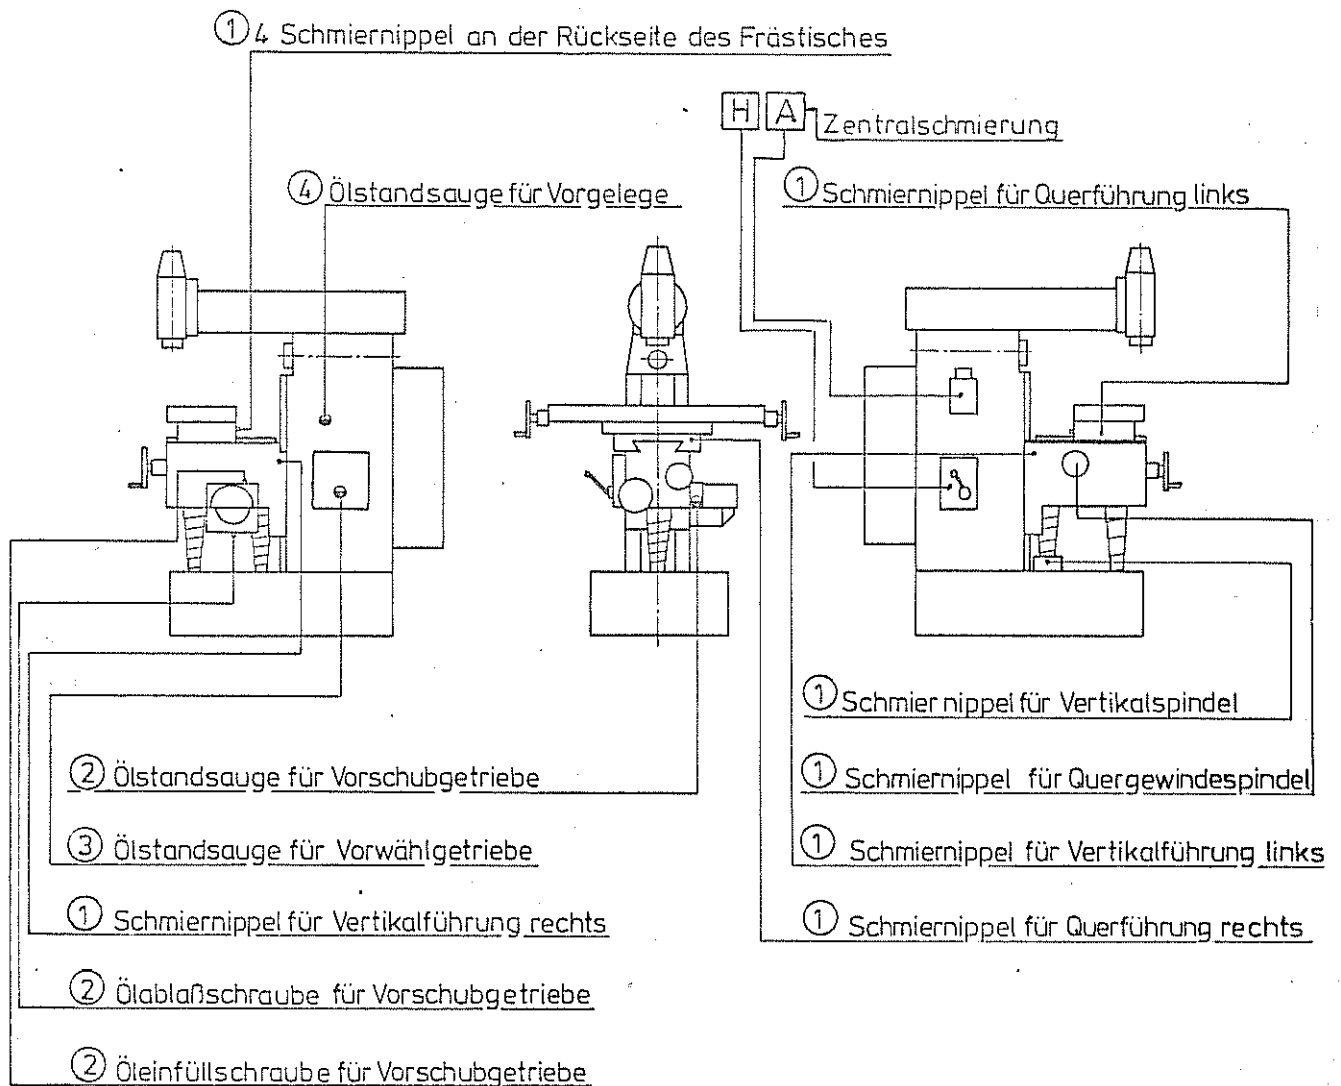 ① 4 Schmiernippel an der Rückseite des Frästisches
H A Zentralschmierung
④ Ölstandsauge für Vorgelege
① Schmiernippel für Querführung links
① Schmiernippel für Vertikalspindel
② Ölstandsauge für Vorschubgetriebe
① Schmiernippel für Quergewindespindel
③ Ölstandsauge für Vorwählgetriebe
① Schmiernippel für Vertikalführung links
① Schmiernippel für Vertikalführung rechts
① Schmiernippel für Querführung rechts
② Ölablaßschraube für Vorschubgetriebe
② Öleinfüllschraube für Vorschubgetriebe